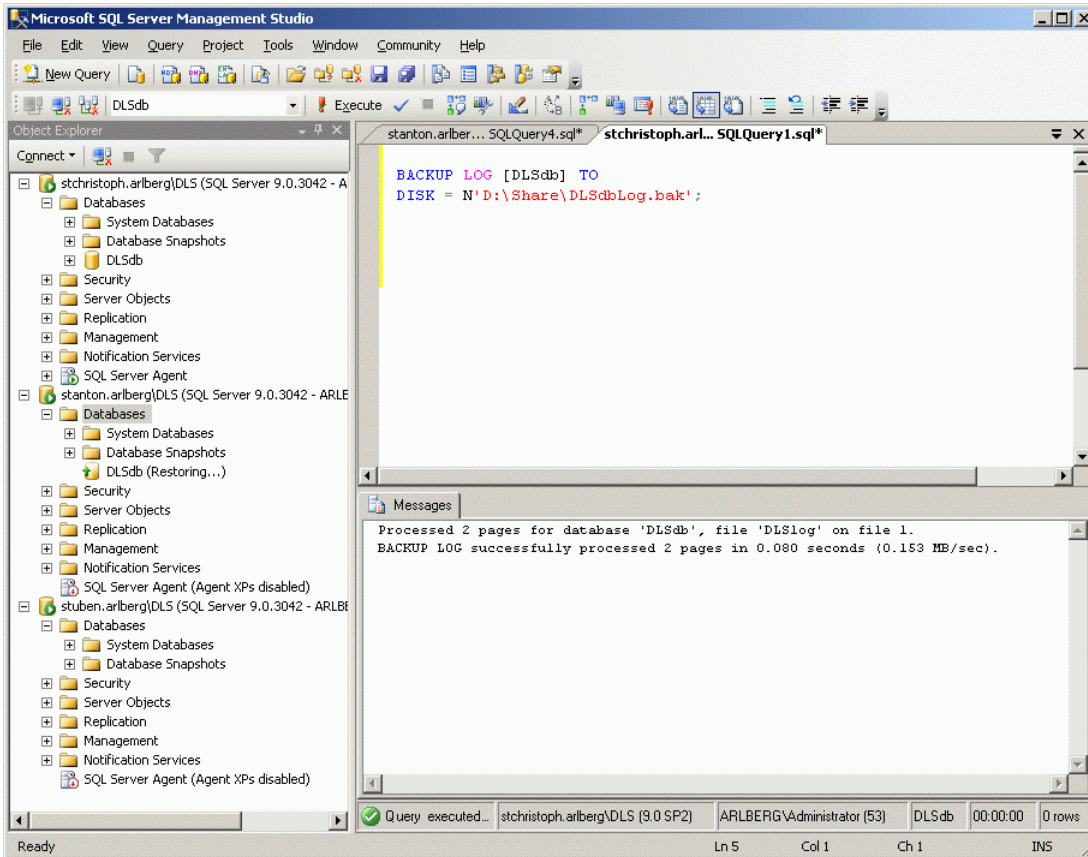 Microsoft SQL Server Management Studio
File Edit View Query Project Tools Window Community Help
New Query
DLSdb Execute
Object Explorer
Connect
stchristoph.arlberg\DLS (SQL Server 9.0.3042 - A
Databases
System Databases
Database Snapshots
DLSdb
Security
Server Objects
Replication
Management
Notification Services
SQL Server Agent
stanton.arlberg\DLS (SQL Server 9.0.3042 - ARLE
Databases
System Databases
Database Snapshots
DLSdb (Restoring...)
Security
Server Objects
Replication
Management
Notification Services
SQL Server Agent (Agent XPs disabled)
stuben.arlberg\DLS (SQL Server 9.0.3042 - ARLBE
Databases
System Databases
Database Snapshots
Security
Server Objects
Replication
Management
Notification Services
SQL Server Agent (Agent XPs disabled)
stanton.arlber... SQLQuery4.sql* stchristoph.arl... SQLQuery1.sql*
BACKUP LOG [DLSdb] TO
DISK = N'D:\Share\DLSdbLog.bak';
Messages
Processed 2 pages for database 'DLSdb', file 'DLSlog' on file 1.
BACKUP LOG successfully processed 2 pages in 0.080 seconds (0.153 MB/sec).
Query executed... stchristoph.arlberg\DLS (9.0 SP2) ARLBERG\Administrator (53) DLSdb 00:00:00 0 rows
Ready Ln 5 Col 1 Ch 1 INS